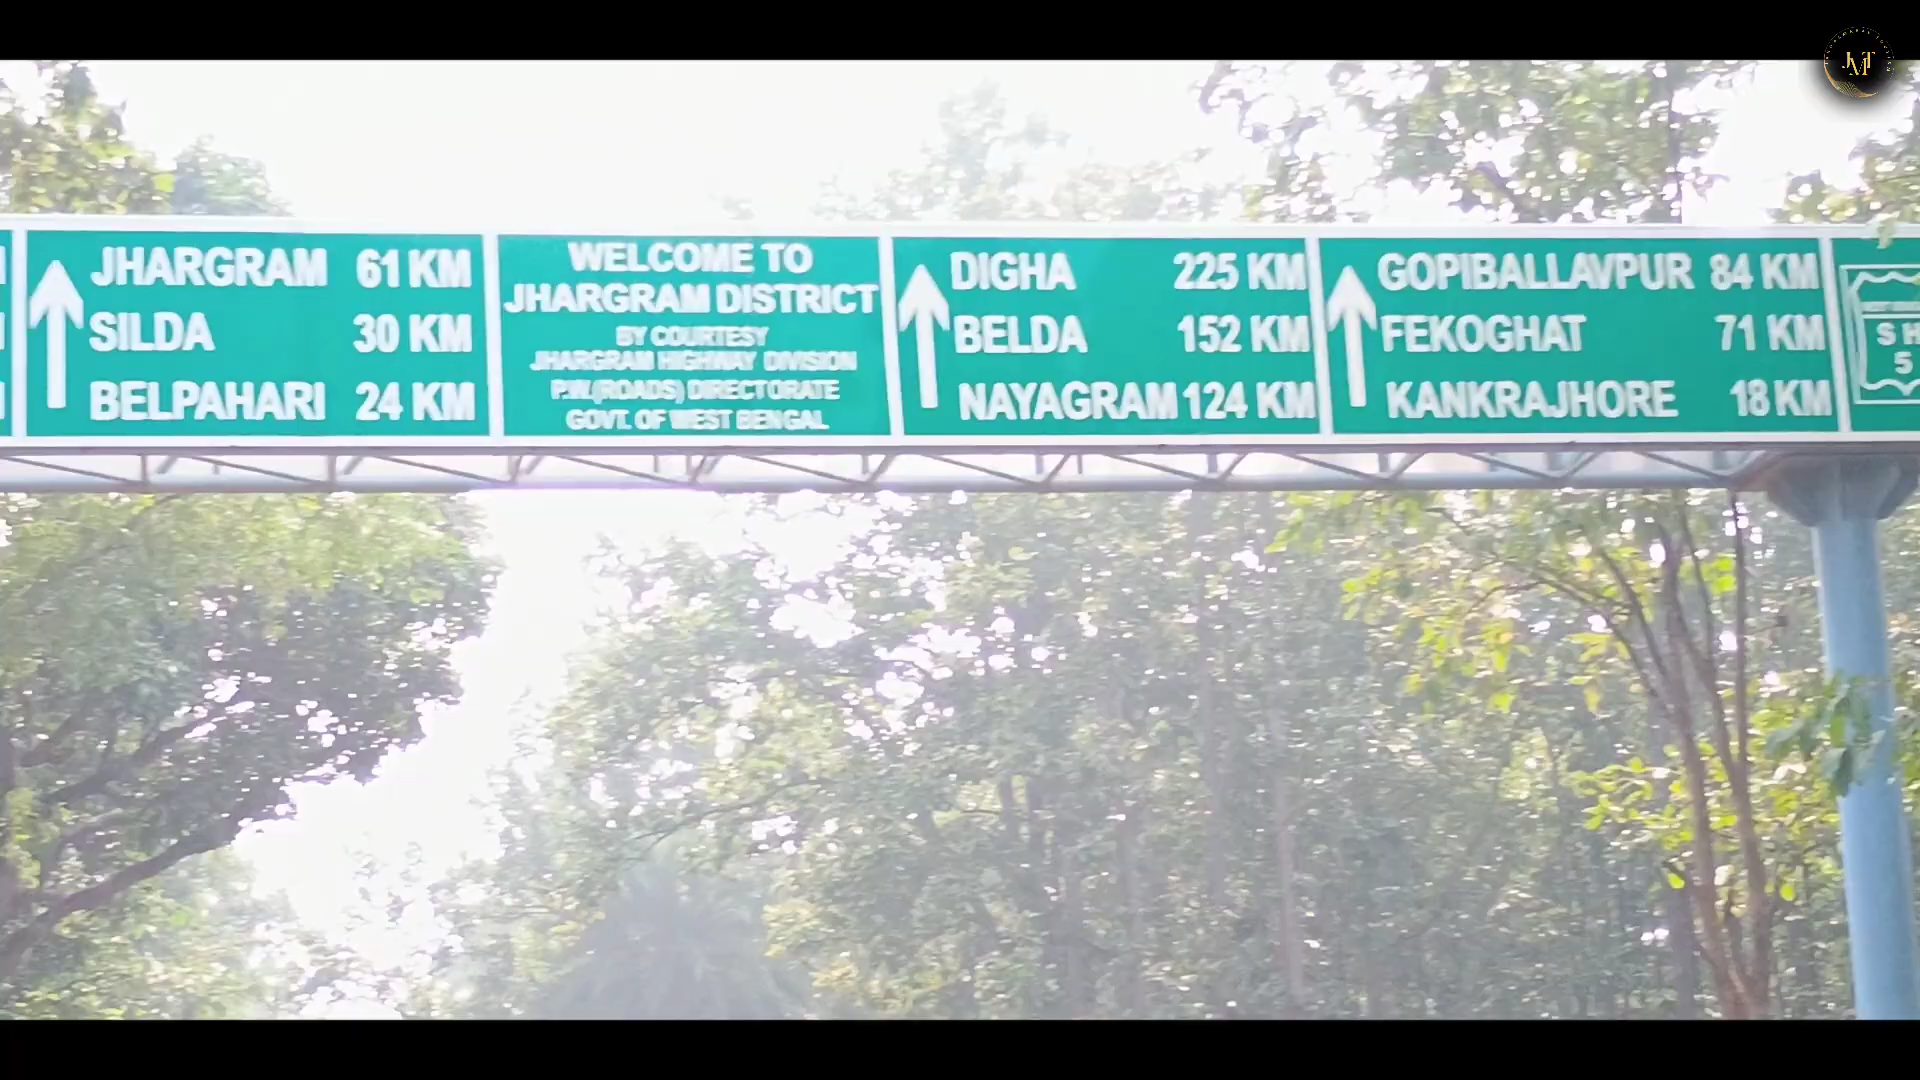 JHARGRAM 61 KM
SILDA 30 KM
BELPAHARI 24 KM
WELCOME TO
JHARGRAM DISTRICT
BY COURTESY
JHARGRAM HIGHWAY DIVISION
P.W.(ROADS) DIRECTORATE
GOVT. OF WEST BENGAL
DIGHA 225 KM
BELDA 152 KM
NAYAGRAM 124 KM
GOPIBALLAVPUR 84 KM
FEKOGHAT 71 KM
KANKRAJHORE 18 KM
S H
5
JMT